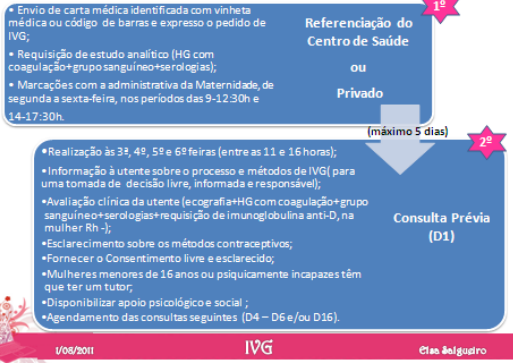 • Envio de carta médica identificada com vinheta
médica ou código de barras e expresso o pedido de
IVG;
• Requisição de estudo analítico (HG com
coagulação+grupo sanguíneo+serologias);
• Marcações com a administrativa da Maternidade, de
segunda a sexta-feira, nos períodos das 9-12:30h e
14-17:30h.
Referenciação do
Centro de Saúde
ou
Privado
1º
(máximo 5 dias)
2º
•Realização às 3ª, 4ª, 5ª e 6ª feiras (entre as 11 e 16 horas);
•Informação à utente sobre o processo e métodos de IVG( para
uma tomada de decisão livre, informada e responsável);
•Avaliação clínica da utente (ecografia+HG com coagulação+grupo
sanguíneo+serologias+requisição de imunoglobulina anti-D, na
mulher Rh -);
•Esclarecimento sobre os métodos contraceptivos;
•Fornecer o Consentimento livre e esclarecido;
•Mulheres menores de 16 anos ou psiquicamente incapazes têm
que ter um tutor;
•Disponibilizar apoio psicológico e social ;
•Agendamento das consultas seguintes (D4 – D6 e/ou D16).
Consulta Prévia
(D1)
1/08/2011
IVG
Elsa Salgueiro